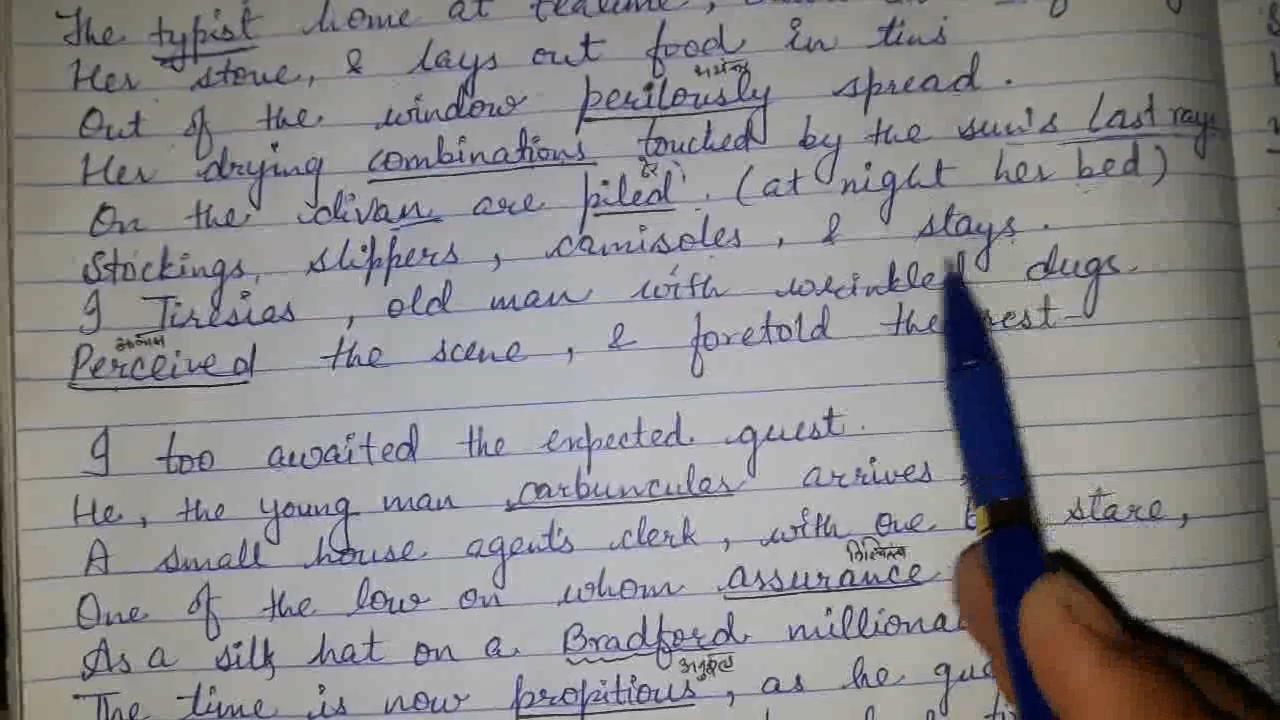 The typist home at teatime,
Her stove, & lays out food in tins
Out of the window perilously spread.
Her drying combinations touched by the sun's last rays
On the divan are piled. (at night her bed)
Stockings, slippers, camisoles, & stays.
I Tiresias, old man with wrinkled dugs.
Perceived the scene, & foretold the rest -
I too awaited the expected guest.
He, the young man carbuncular arrives,
A small house agent's clerk, with one stare,
One of the low on whom assurance
As a silk hat on a Bradford
अनुकूल
The time is now propitious, as he